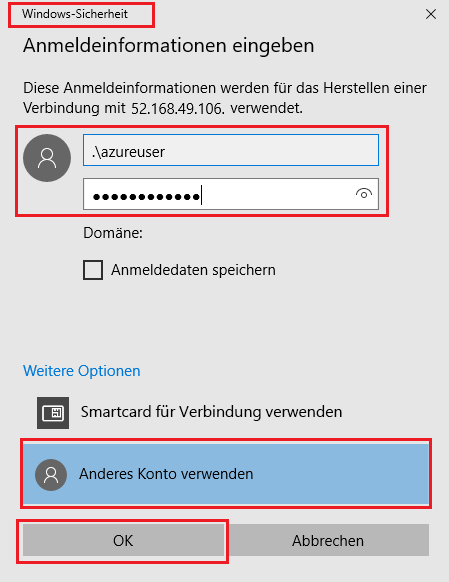 Windows-Sicherheit
Anmeldeinformationen eingeben
Diese Anmeldeinformationen werden für das Herstellen einer
Verbindung mit 52.168.49.106. verwendet.
.\azureuser
●●●●●●●●●●●●
Domäne:
Anmeldedaten speichern
Weitere Optionen
Smartcard für Verbindung verwenden
Anderes Konto verwenden
OK
Abbrechen